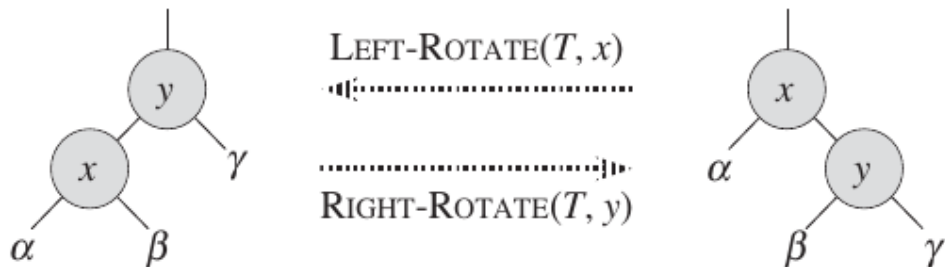 LEFT-ROTATE(T, x)
y
x
x
γ
α
y
RIGHT-ROTATE(T, y)
α
β
β
γ